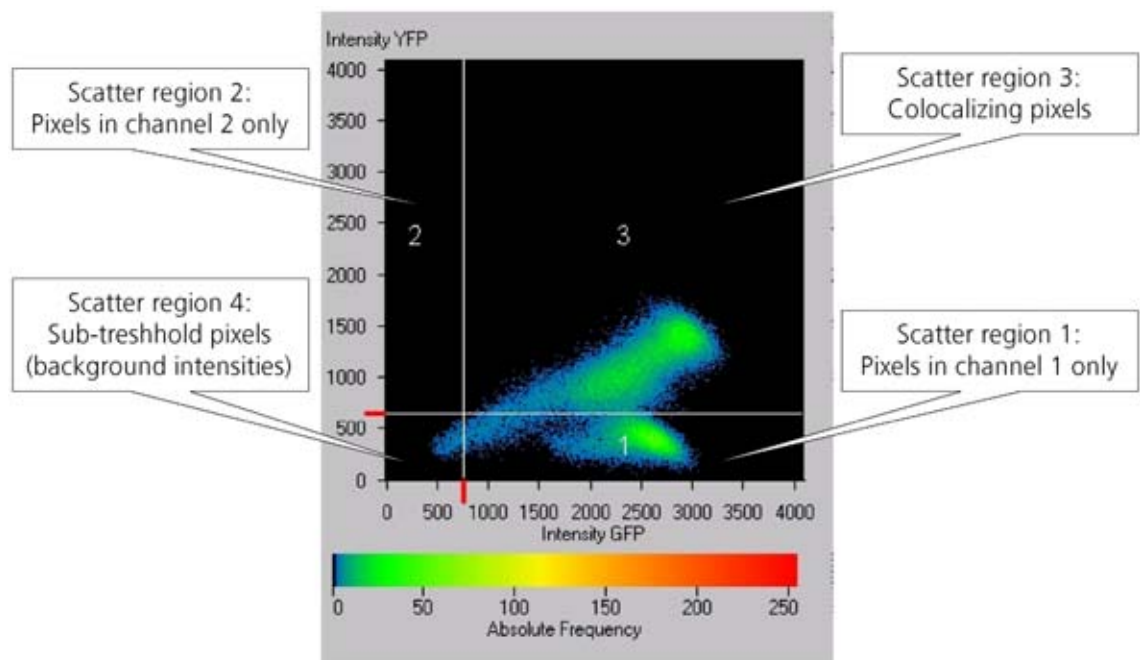 Intensity YFP
Scatter region 2:
Pixels in channel 2 only
Scatter region 3:
Colocalizing pixels
Scatter region 4:
Sub-treshhold pixels
(background intensities)
Scatter region 1:
Pixels in channel 1 only
4000
3500
3000
2500
2000
1500
1000
500
0
2
3
1
0 500 1000 1500 2000 2500 3000 3500 4000
Intensity GFP
0 50 100 150 200 250
Absolute Frequency